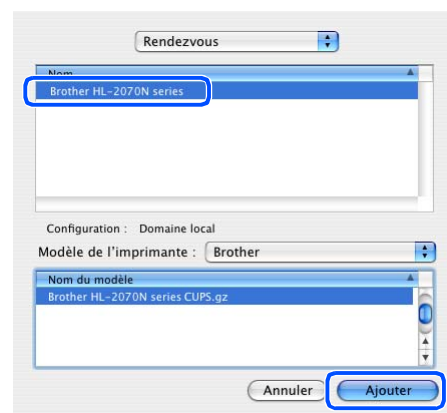 Rendezvous
Nom
Brother HL-2070N series
Configuration : Domaine local
Modèle de l'imprimante : Brother
Nom du modèle
Brother HL-2070N series CUPS.gz
Annuler Ajouter